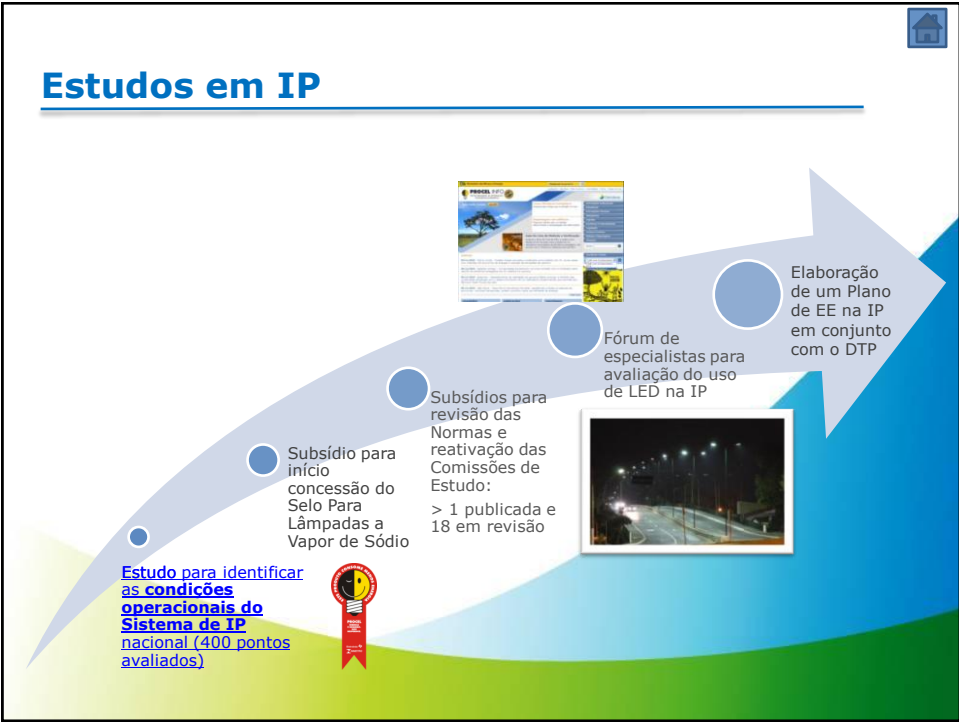 Estudos em IP
PROCEL INFO
Elaboração
de um Plano
de EE na IP
em conjunto
com o DTP
Fórum de
especialistas para
avaliação do uso
de LED na IP
Subsídios para
revisão das
Normas e
reativação das
Comissões de
Estudo:
> 1 publicada e
18 em revisão
Subsídio para
início
concessão do
Selo Para
Lâmpadas a
Vapor de Sódio
Estudo para identificar
as condições
operacionais do
Sistema de IP
nacional (400 pontos
avaliados)
PROCEL